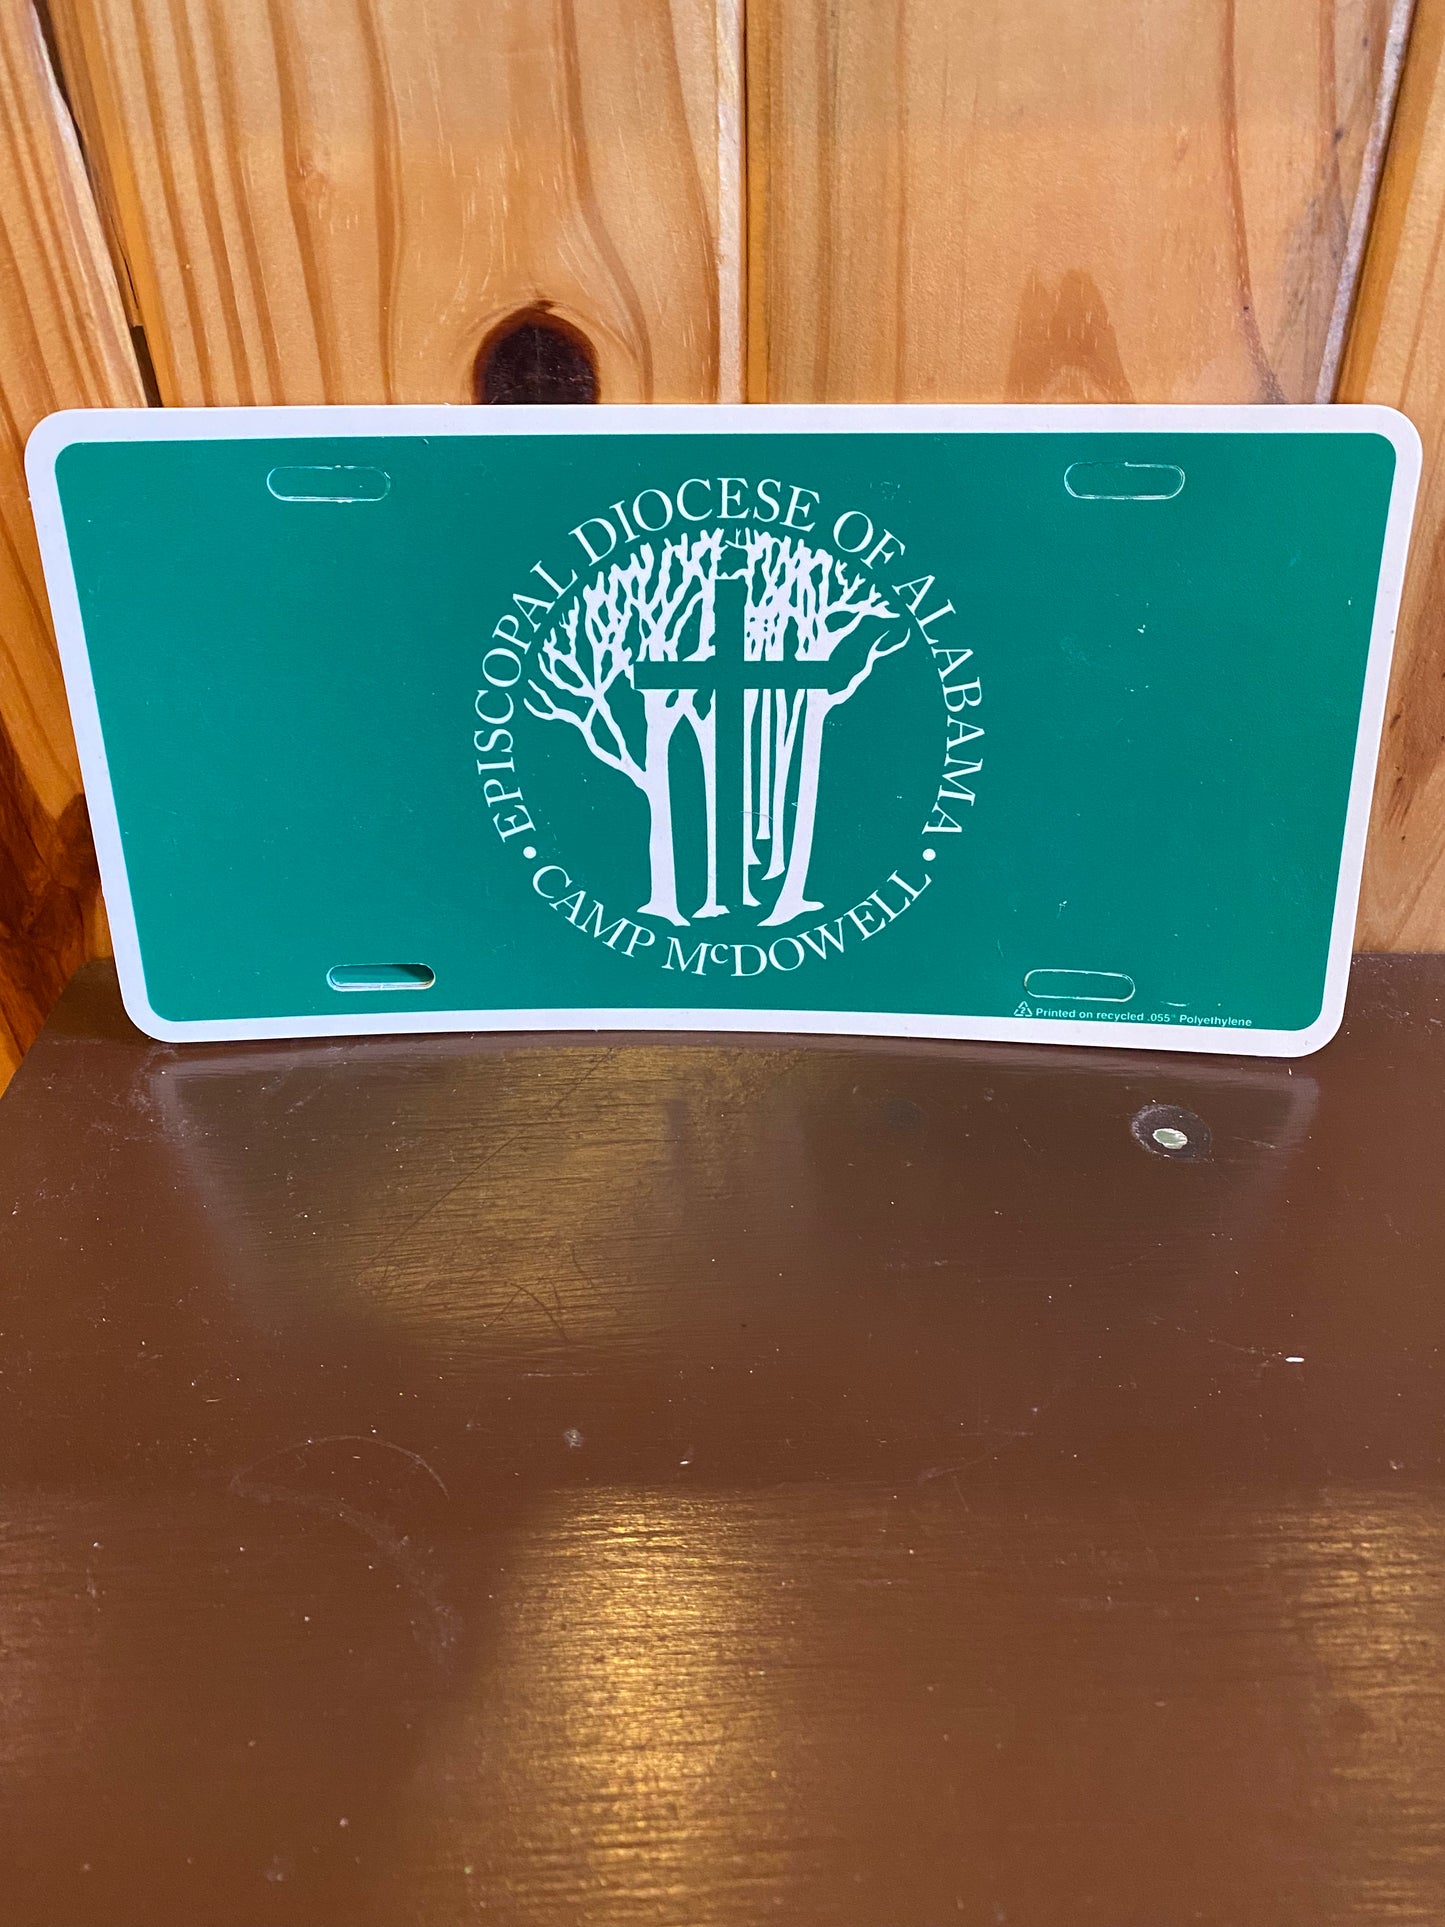 EPISCOPAL DIOCESE OF ALABAMA
• CAMP McDOWELL •
Printed on recycled .055" Polyethylene